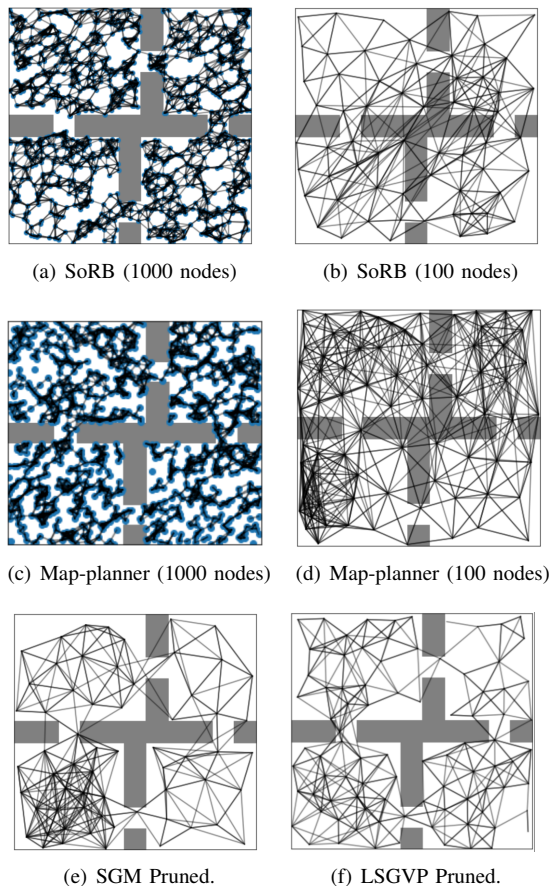 (a) SoRB (1000 nodes)
(b) SoRB (100 nodes)
(c) Map-planner (1000 nodes)
(d) Map-planner (100 nodes)
(e) SGM Pruned.
(f) LSGVP Pruned.